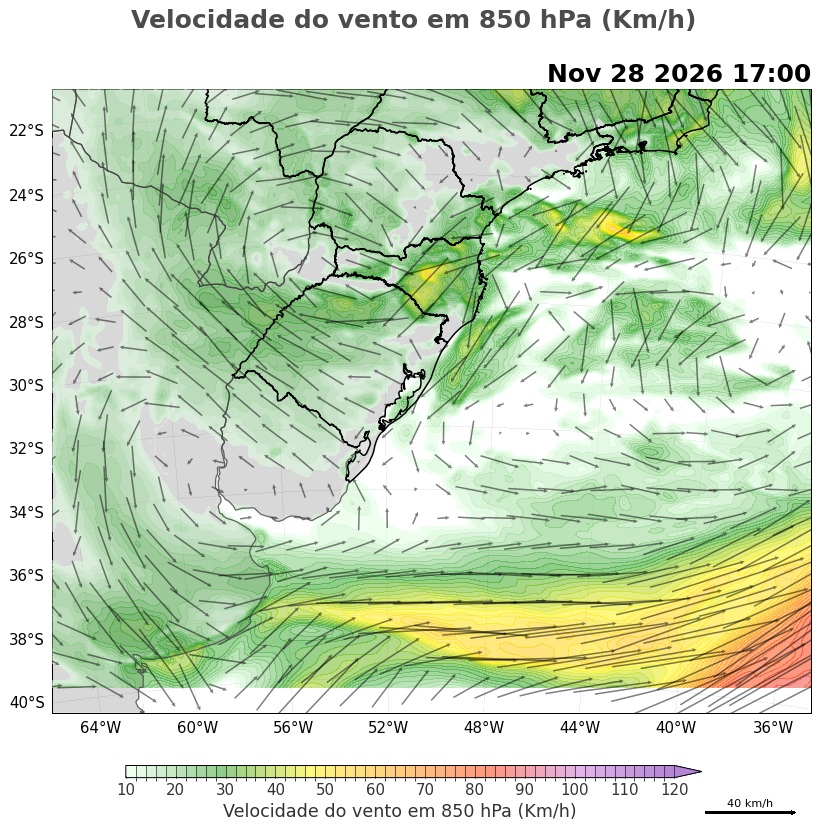 Velocidade do vento em 850 hPa (Km/h)
Nov 28 2026 17:00
22°S
24°S
26°S
28°S
30°S
32°S
34°S
36°S
38°S
40°S
64°W 60°W 56°W 52°W 48°W 44°W 40°W 36°W
10 20 30 40 50 60 70 80 90 100 110 120
Velocidade do vento em 850 hPa (Km/h)
40 km/h